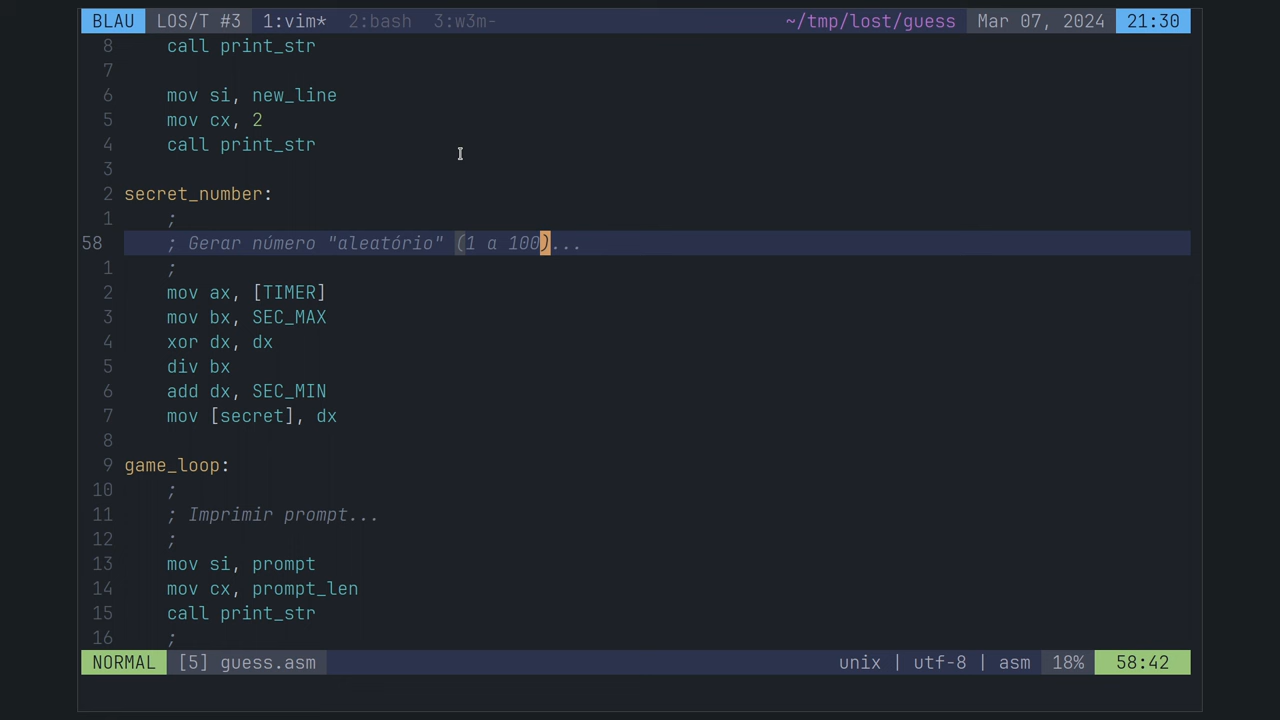 BLAU LOS/T #3 1:vim* 2:bash 3:w3m- ~/tmp/lost/guess Mar 07, 2024 21:30
8 call print_str
7
6 mov si, new_line
5 mov cx, 2
4 call print_str
3
2 secret_number:
1 ;
58 ; Gerar número "aleatório" (1 a 100)...
1 ;
2 mov ax, [TIMER]
3 mov bx, SEC_MAX
4 xor dx, dx
5 div bx
6 add dx, SEC_MIN
7 mov [secret], dx
8
9 game_loop:
10 ;
11 ; Imprimir prompt...
12 ;
13 mov si, prompt
14 mov cx, prompt_len
15 call print_str
16 ;
NORMAL [5] guess.asm unix | utf-8 | asm 18% 58:42